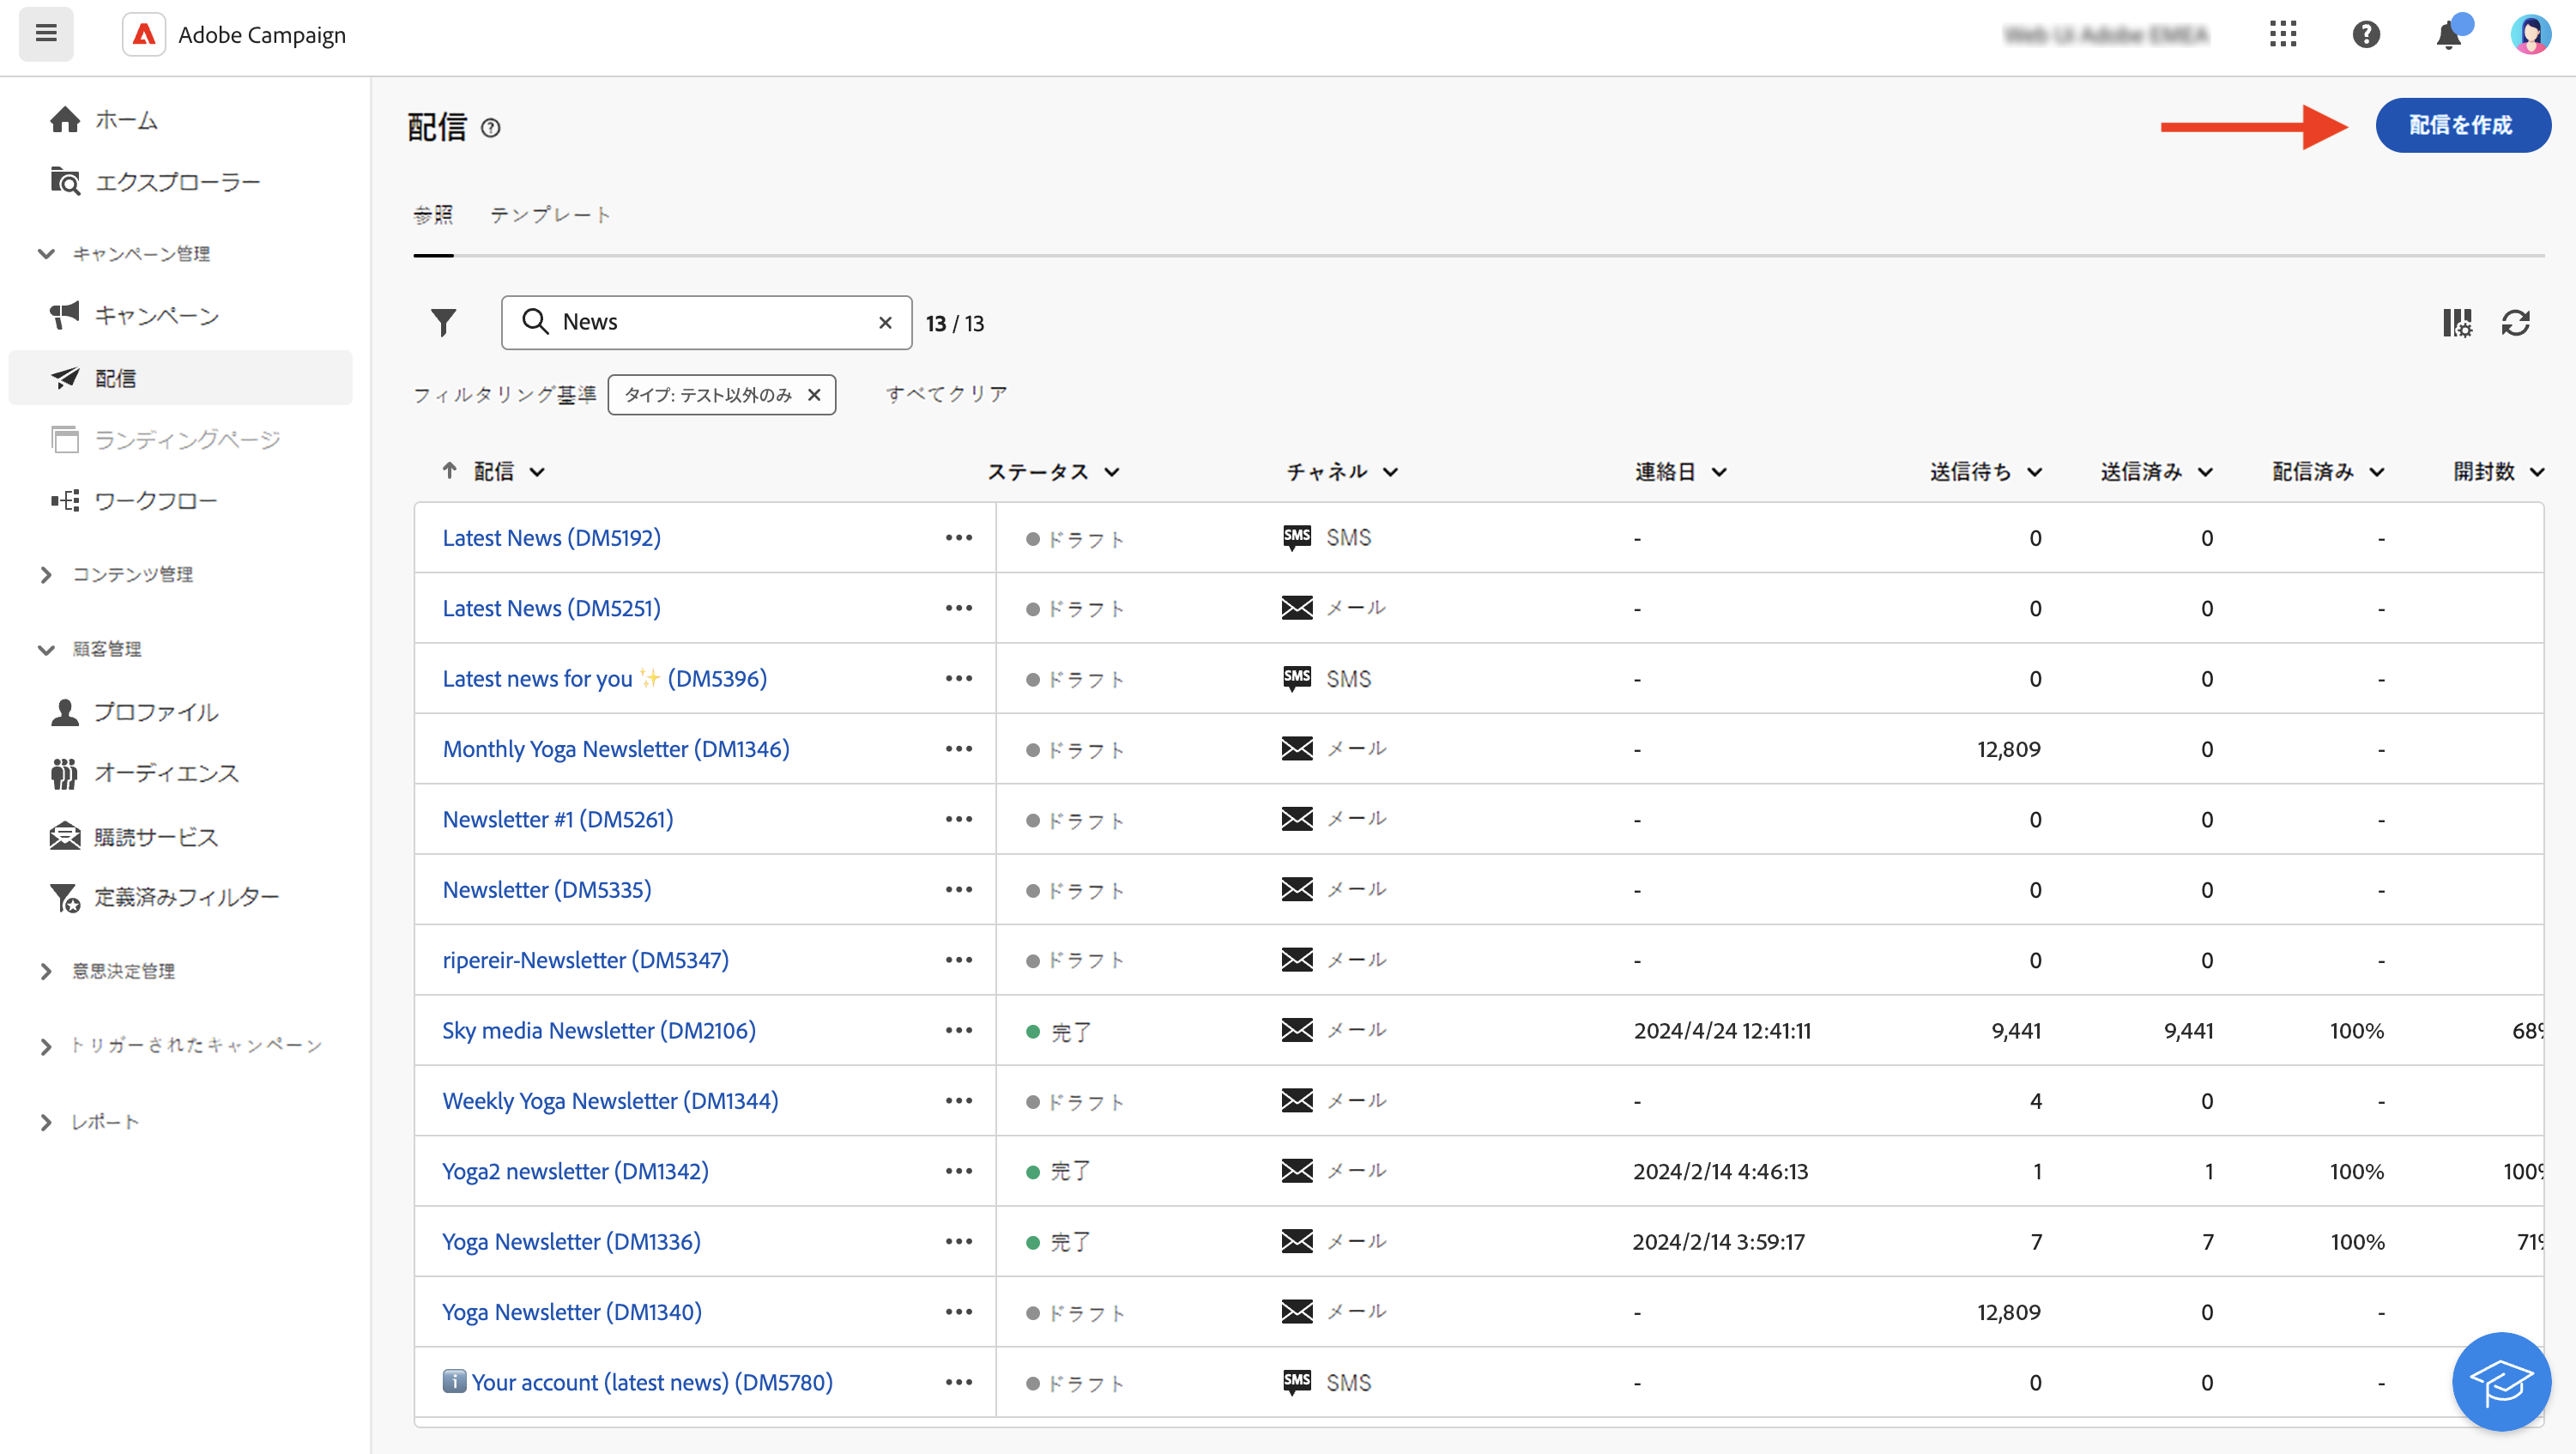 Adobe Campaign
Web UI Adobe EMEA
ホーム
エクスプローラー
キャンペーン管理
キャンペーン
配信
ランディングページ
ワークフロー
コンテンツ管理
顧客管理
プロファイル
オーディエンス
購読サービス
定義済みフィルター
意思決定管理
トリガーされたキャンペーン
レポート
配信
配信を作成
参照 テンプレート
News 13 / 13
フィルタリング基準 タイプ: テスト以外のみ すべてクリア
配信 ステータス チャネル 連絡日 送信待ち 送信済み 配信済み 開封数
Latest News (DM5192) ドラフト SMS SMS - 0 0 -
Latest News (DM5251) ドラフト メール - 0 0 -
Latest news for you ✨ (DM5396) ドラフト SMS SMS - 0 0 -
Monthly Yoga Newsletter (DM1346) ドラフト メール - 12,809 0 -
Newsletter #1 (DM5261) ドラフト メール - 0 0 -
Newsletter (DM5335) ドラフト メール - 0 0 -
ripereir-Newsletter (DM5347) ドラフト メール - 0 0 -
Sky media Newsletter (DM2106) 完了 メール 2024/4/24 12:41:11 9,441 9,441 100% 68%
Weekly Yoga Newsletter (DM1344) ドラフト メール - 4 0 -
Yoga2 newsletter (DM1342) 完了 メール 2024/2/14 4:46:13 1 1 100% 100%
Yoga Newsletter (DM1336) 完了 メール 2024/2/14 3:59:17 7 7 100% 71%
Yoga Newsletter (DM1340) ドラフト メール - 12,809 0 -
ℹ️ Your account (latest news) (DM5780) ドラフト SMS SMS - 0 0 -